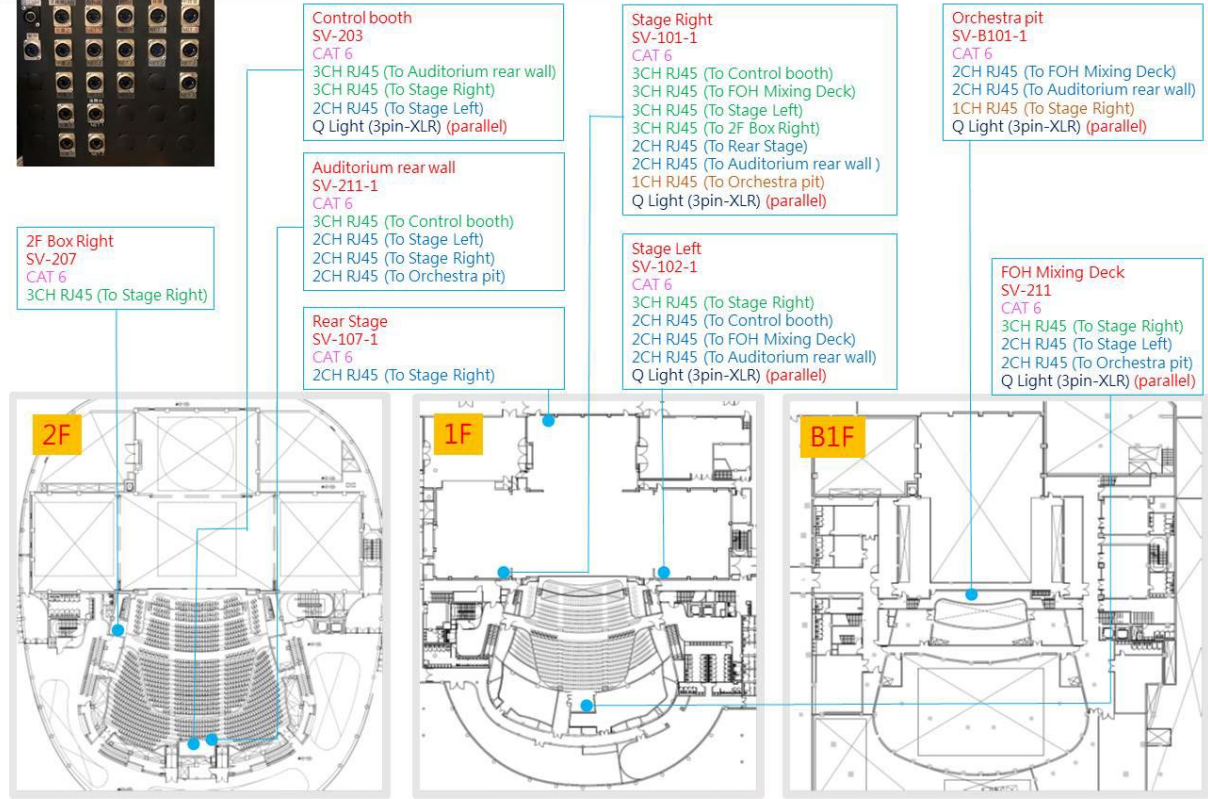 Control booth
SV-203
CAT 6
3CH RJ45 (To Auditorium rear wall)
3CH RJ45 (To Stage Right)
2CH RJ45 (To Stage Left)
Q Light (3pin-XLR) (parallel)
Stage Right
SV-101-1
CAT 6
3CH RJ45 (To Control booth)
3CH RJ45 (To FOH Mixing Deck)
3CH RJ45 (To Stage Left)
3CH RJ45 (To 2F Box Right)
2CH RJ45 (To Rear Stage)
2CH RJ45 (To Auditorium rear wall )
1CH RJ45 (To Orchestra pit)
Q Light (3pin-XLR) (parallel)
Orchestra pit
SV-B101-1
CAT 6
2CH RJ45 (To FOH Mixing Deck)
2CH RJ45 (To Auditorium rear wall)
1CH RJ45 (To Stage Right)
Q Light (3pin-XLR) (parallel)
Auditorium rear wall
SV-211-1
CAT 6
3CH RJ45 (To Control booth)
2CH RJ45 (To Stage Left)
2CH RJ45 (To Stage Right)
2CH RJ45 (To Orchestra pit)
2F Box Right
SV-207
CAT 6
3CH RJ45 (To Stage Right)
Stage Left
SV-102-1
CAT 6
3CH RJ45 (To Stage Right)
2CH RJ45 (To Control booth)
2CH RJ45 (To FOH Mixing Deck)
2CH RJ45 (To Auditorium rear wall)
Q Light (3pin-XLR) (parallel)
FOH Mixing Deck
SV-211
CAT 6
3CH RJ45 (To Stage Right)
2CH RJ45 (To Stage Left)
2CH RJ45 (To Orchestra pit)
Q Light (3pin-XLR) (parallel)
Rear Stage
SV-107-1
CAT 6
2CH RJ45 (To Stage Right)
2F
1F
B1F